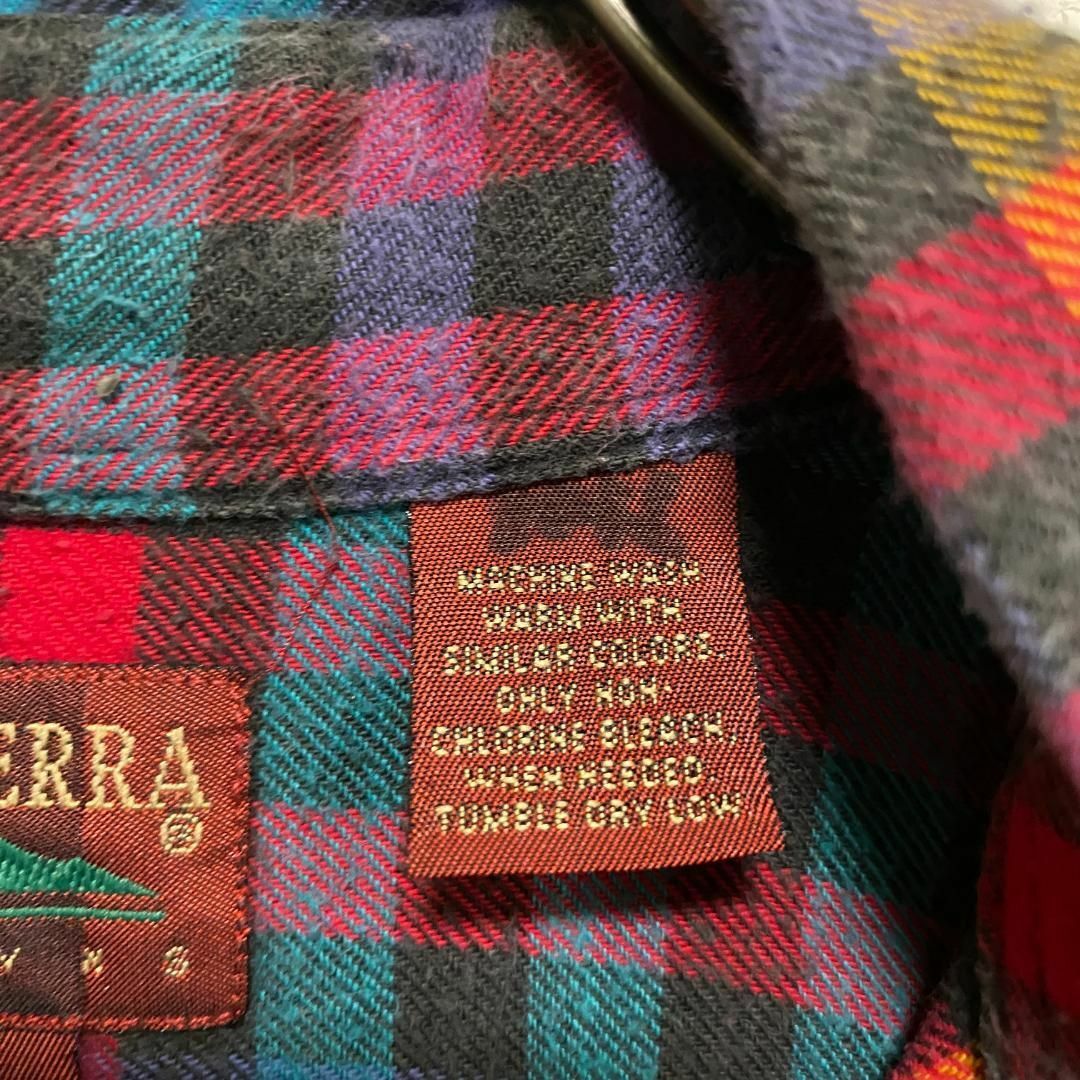 MACHINE WASH
WARM WITH
SIMILAR COLORS.
ONLY NON-
CHLORINE BLEACH,
WHEN NEEDED.
TUMBLE DRY LOW
ERRA
®